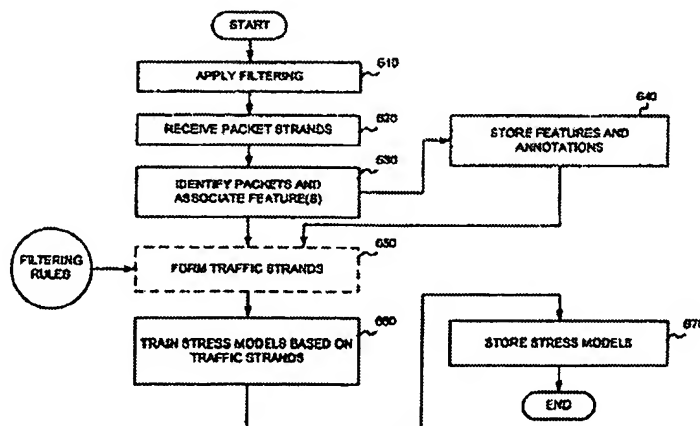 START
610
APPLY FILTERING
620
RECEIVE PACKET STRANDS
630
IDENTIFY PACKETS AND
ASSOCIATE FEATURE(S)
640
STORE FEATURES AND
ANNOTATIONS
FILTERING
RULES
650
FORM TRAFFIC STRANDS
660
TRAIN STRESS MODELS BASED ON
TRAFFIC STRANDS
670
STORE STRESS MODELS
END